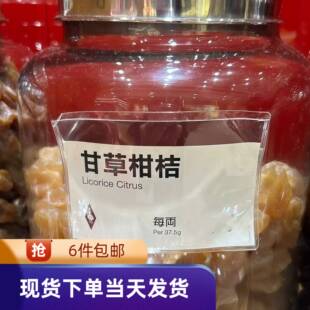 甘草柑桔
Licorice Citrus
每両
Per 37.5g
抢 6件包邮
现货下单当天发货